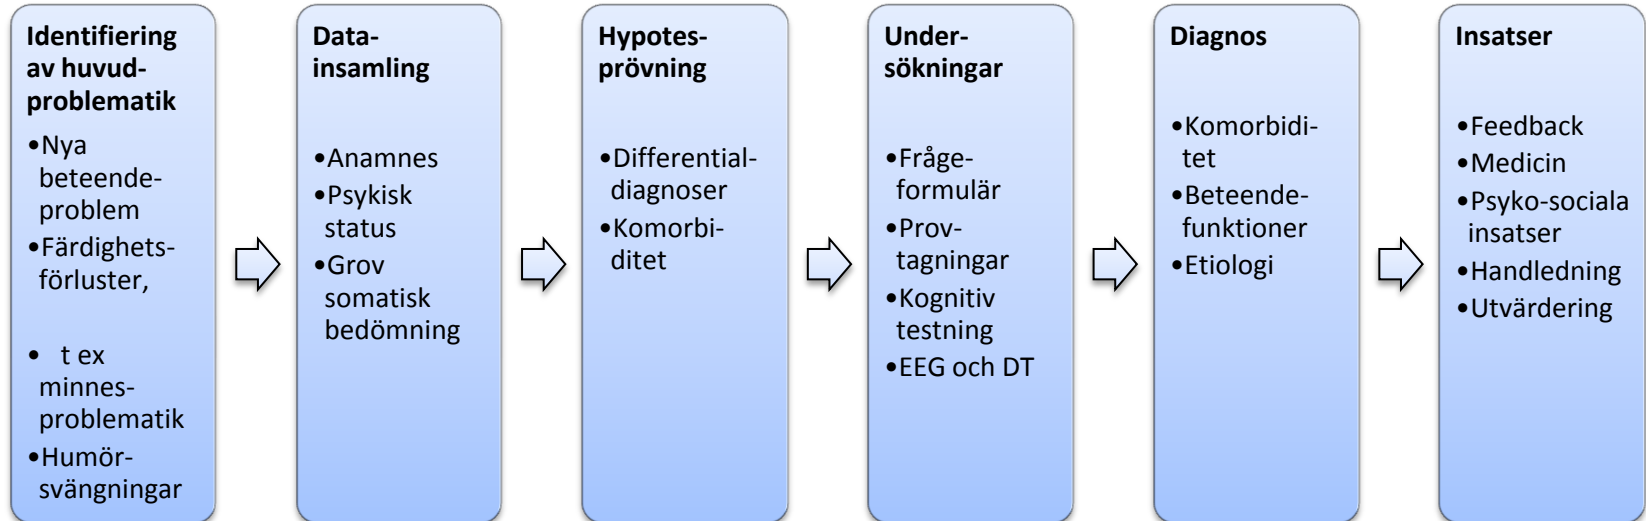 Identifiering
av huvud-
problematik
•Nya
beteende-
problem
•Färdighets-
förluster,
• t ex
minnes-
problematik
•Humör-
svängningar
Data-
insamling
•Anamnes
•Psykisk
status
•Grov
somatisk
bedömning
Hypotes-
prövning
•Differential-
diagnoser
•Komorbi-
ditet
Under-
sökningar
•Fråge-
formulär
•Prov-
tagningar
•Kognitiv
testning
•EEG och DT
Diagnos
•Komorbidi-
tet
•Beteende-
funktioner
•Etiologi
Insatser
•Feedback
•Medicin
•Psyko-sociala
insatser
•Handledning
•Utvärdering